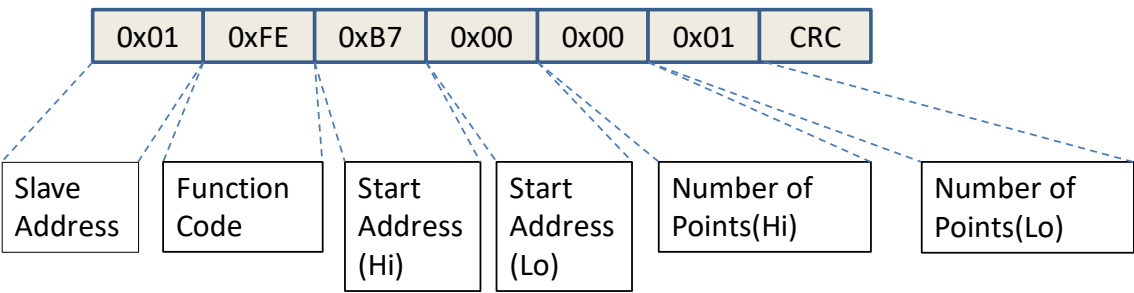 0x01 0xFE 0xB7 0x00 0x00 0x01 CRC
Slave
Address
Function
Code
Start
Address
(Hi)
Start
Address
(Lo)
Number of
Points(Hi)
Number of
Points(Lo)